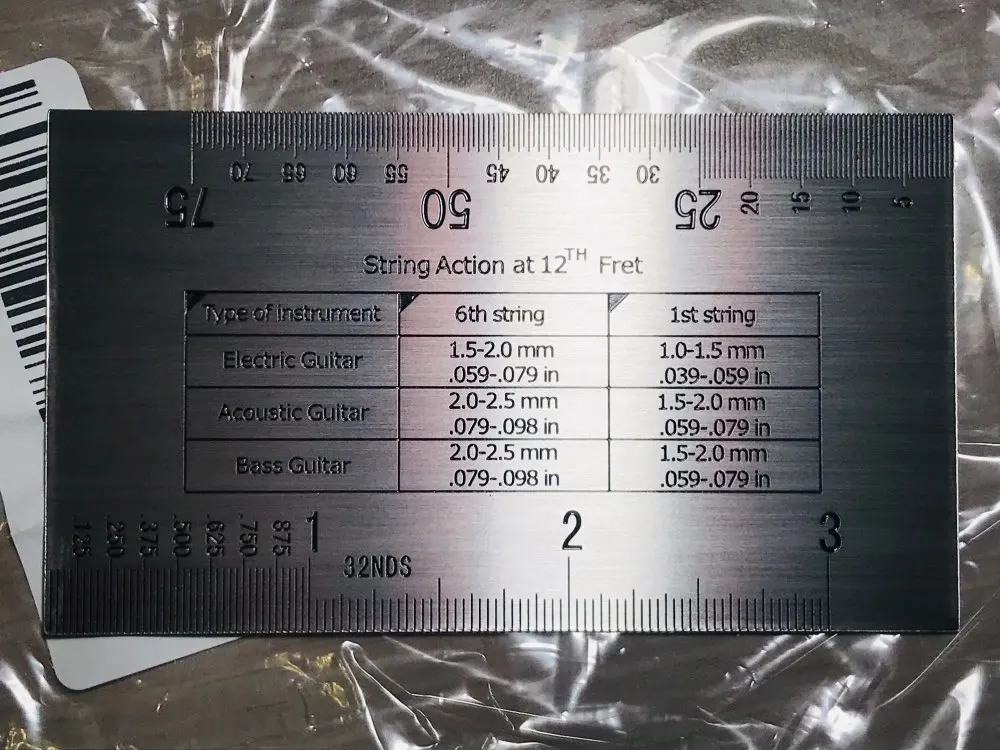 70 65 60 55 45 40 35 30 20 15 10 5
75 50 25
String Action at 12TH Fret
Type of Instrument 6th string 1st string
Electric Guitar 1.5-2.0 mm 1.0-1.5 mm
.059-.079 in .039-.059 in
Acoustic Guitar 2.0-2.5 mm 1.5-2.0 mm
.079-.098 in .059-.079 in
Bass Guitar 2.0-2.5 mm 1.5-2.0 mm
.079-.098 in .059-.079 in
.125 .250 .375 .500 .625 .750 .875 1 2 3
32NDS